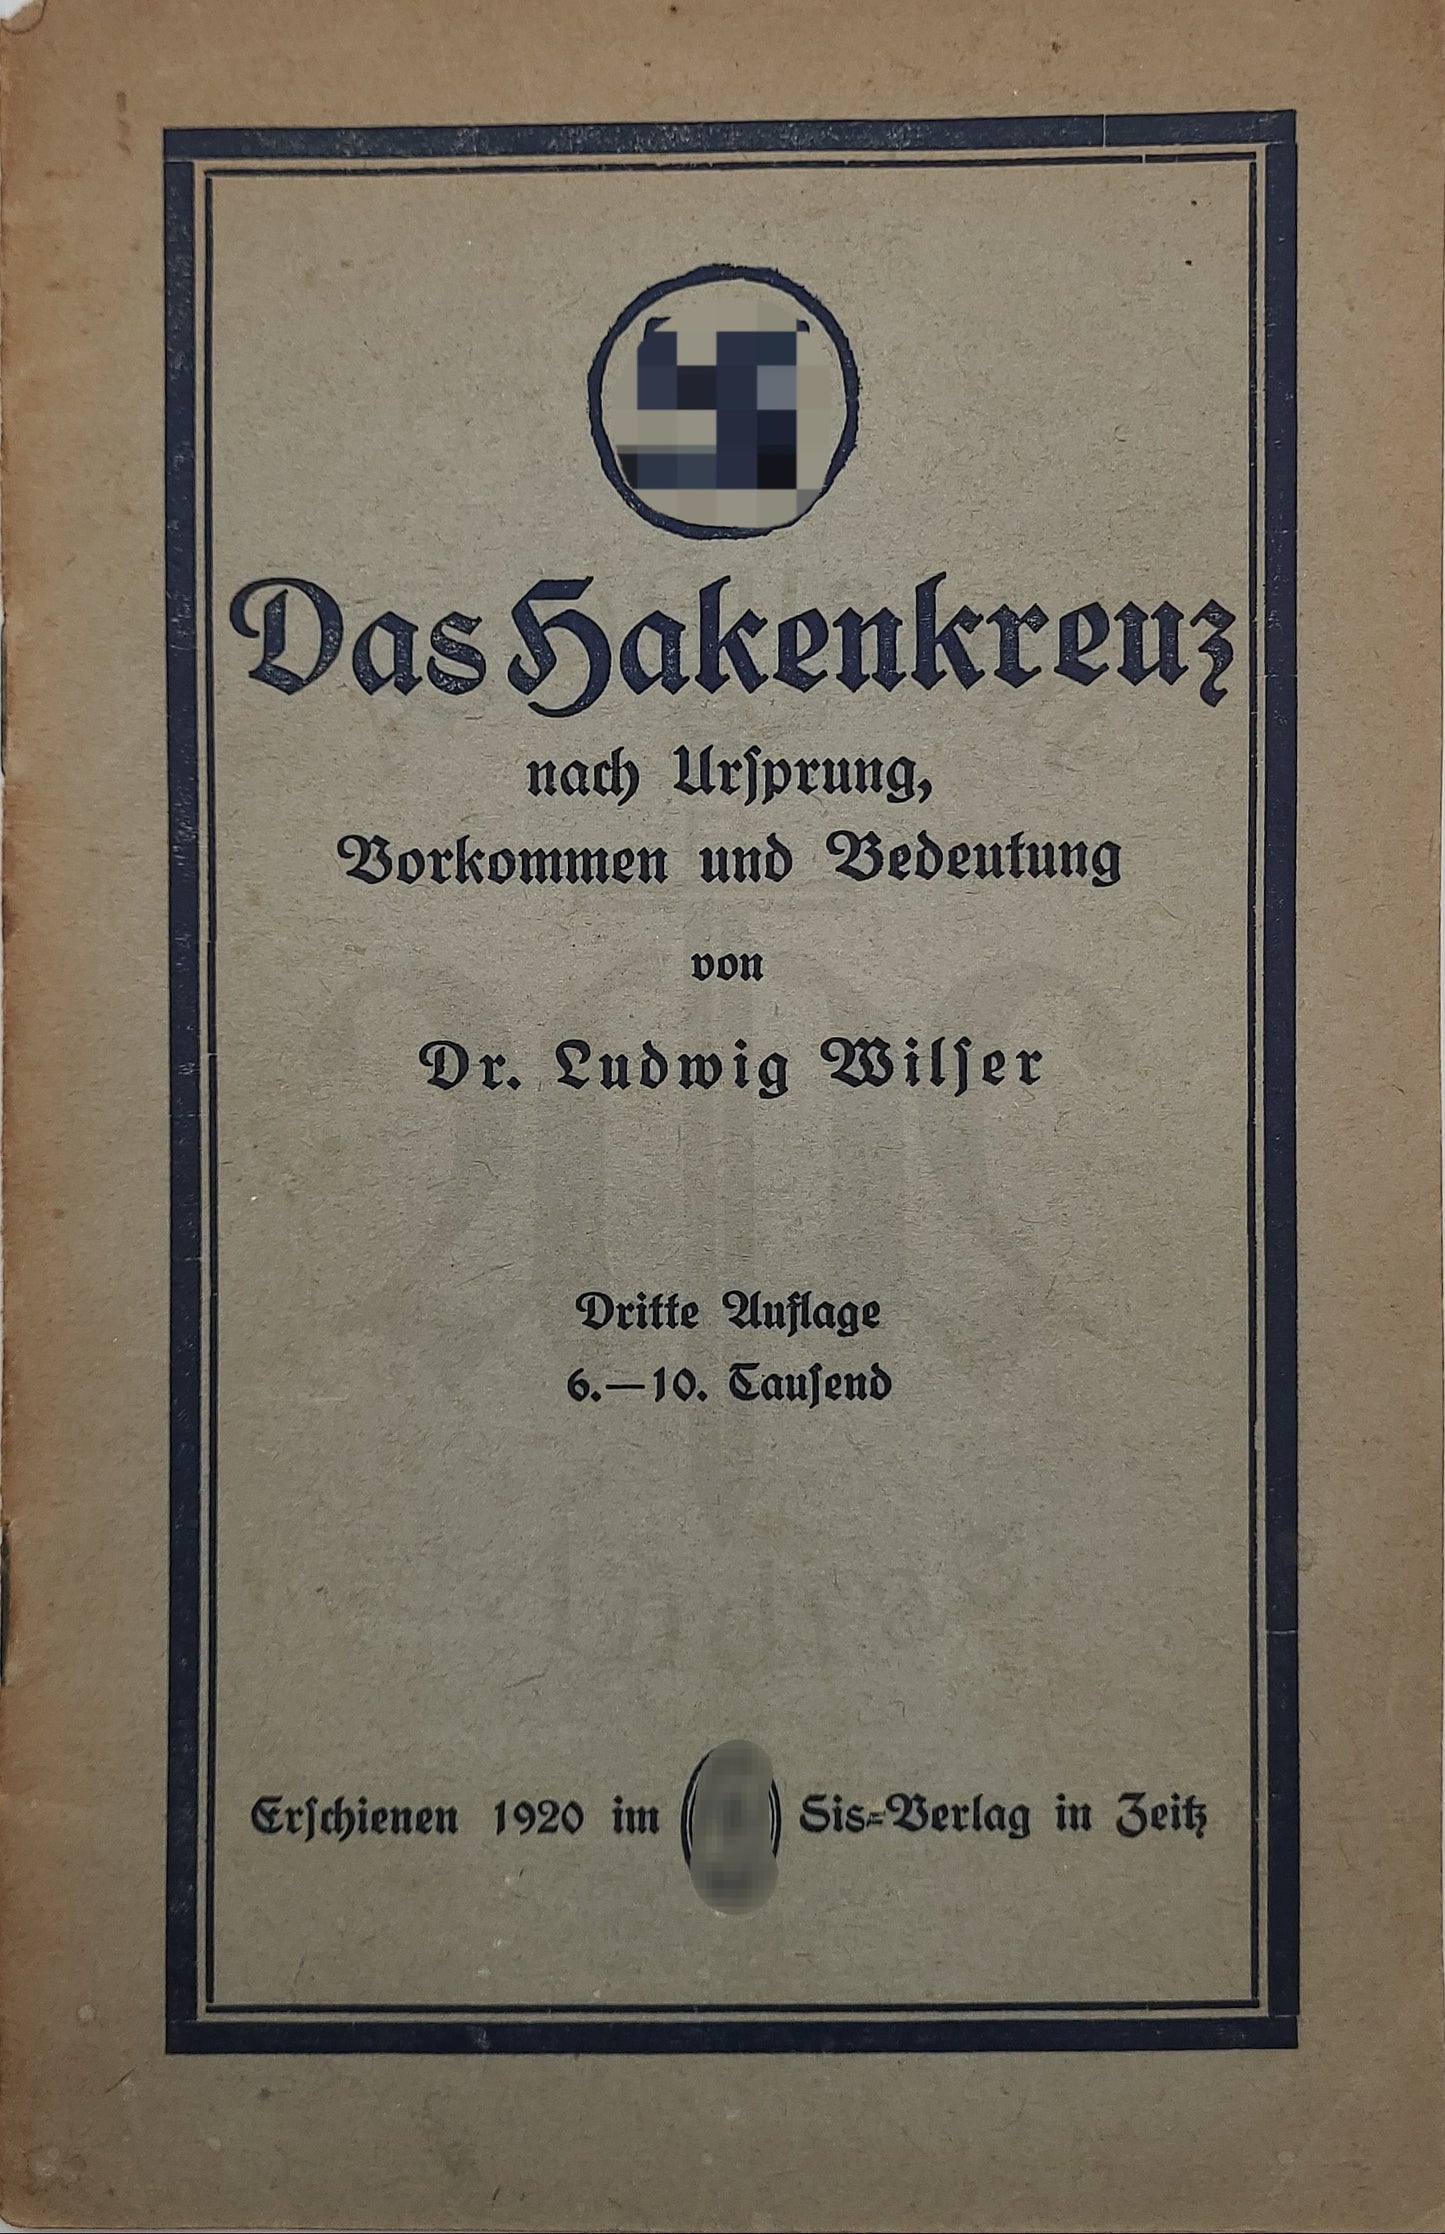 Das Hakenkreuz
nach Urſprung,
Vorkommen und Bedeutung
von
Dr. Ludwig Wilſer
Dritte Auflage
6.—10. Tauſend
Erſchienen 1920 im Sis-Verlag in Zeitz